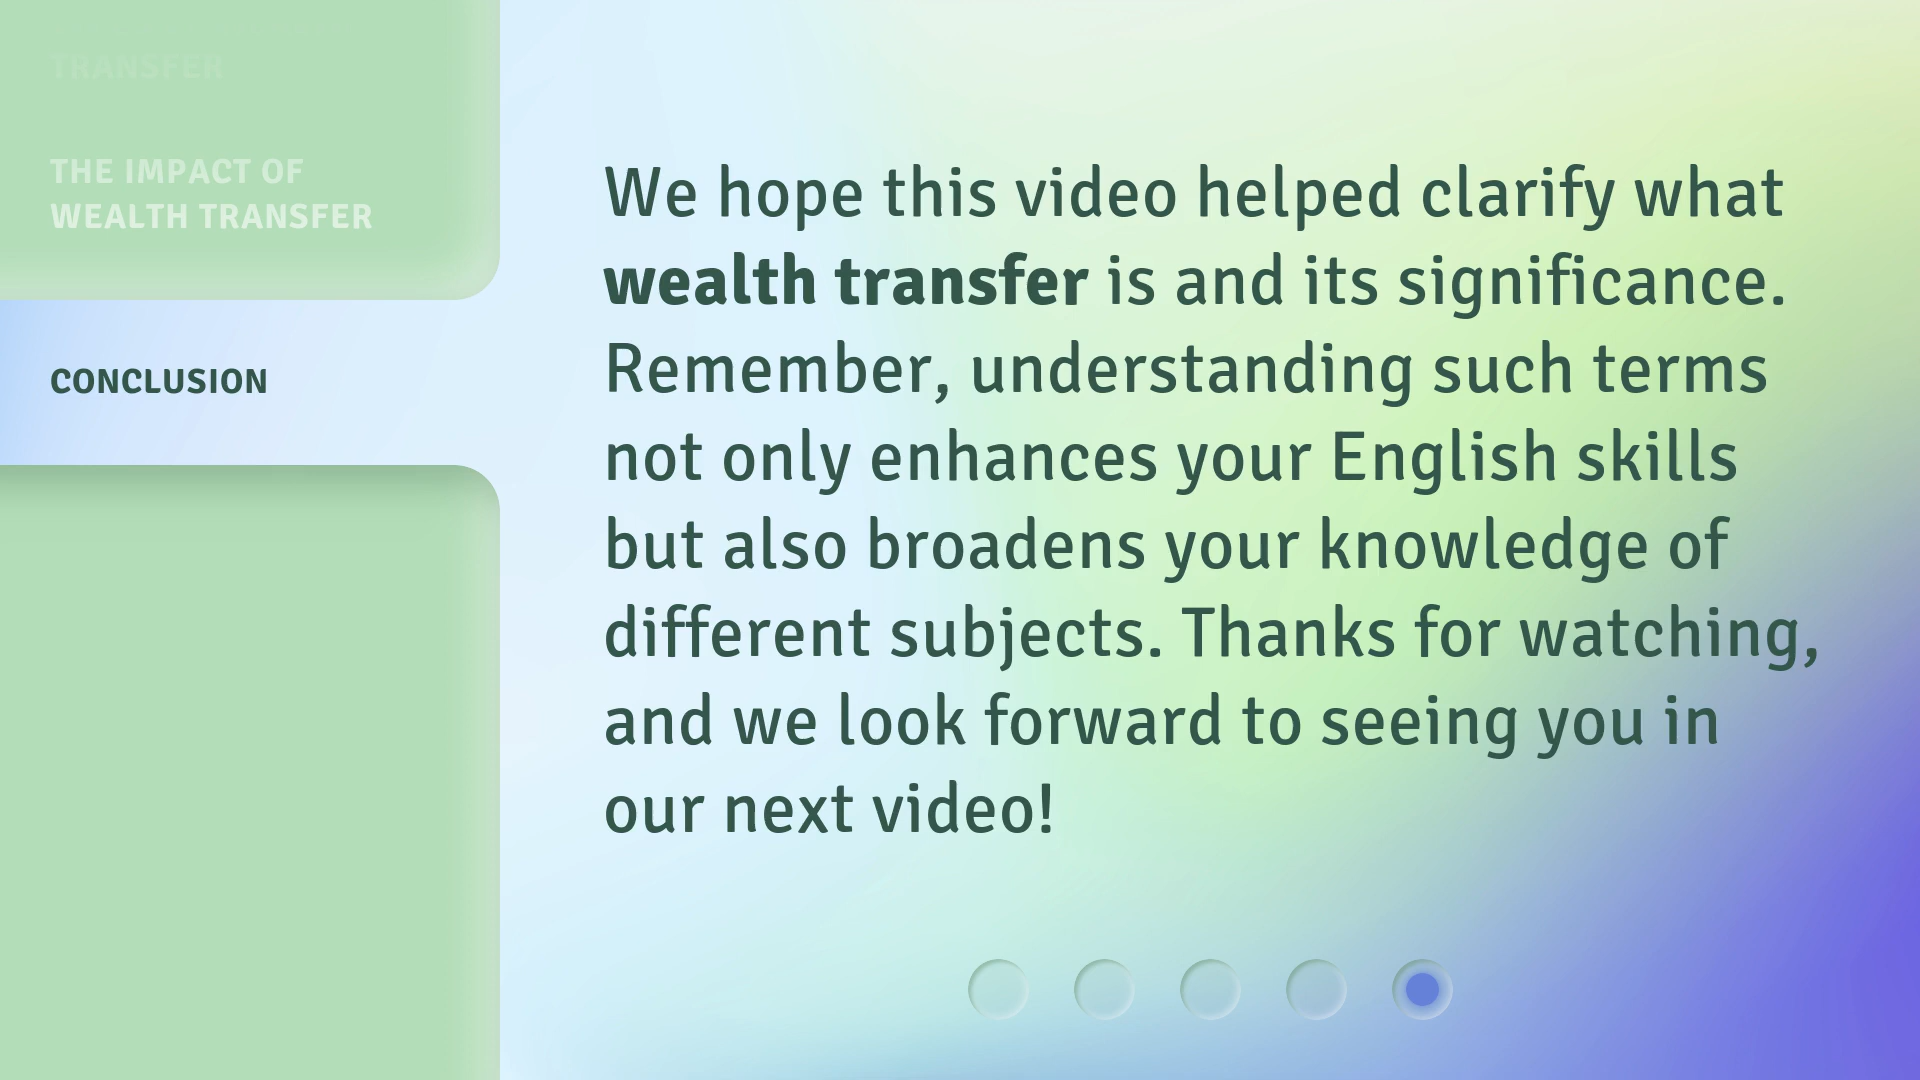 TRANSFER
THE IMPACT OF
WEALTH TRANSFER
CONCLUSION
We hope this video helped clarify what
wealth transfer is and its significance.
Remember, understanding such terms
not only enhances your English skills
but also broadens your knowledge of
different subjects. Thanks for watching,
and we look forward to seeing you in
our next video!